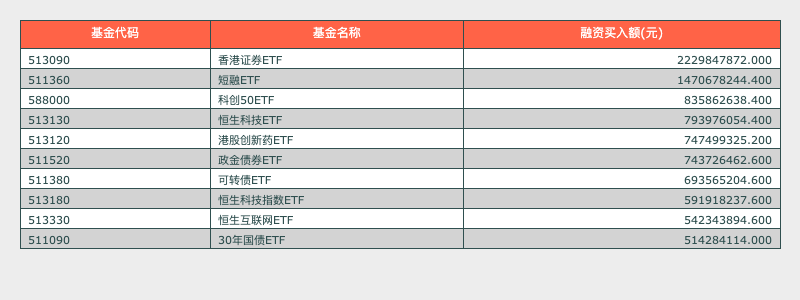 基金代码 基金名称 融资买入额(元)
513090 香港证券ETF 2229847872.000
511360 短融ETF 1470678244.400
588000 科创50ETF 835862638.400
513130 恒生科技ETF 793976054.400
513120 港股创新药ETF 747499325.200
511520 政金债券ETF 743726462.600
511380 可转债ETF 693565204.600
513180 恒生科技指数ETF 591918237.600
513330 恒生互联网ETF 542343894.600
511090 30年国债ETF 514284114.000